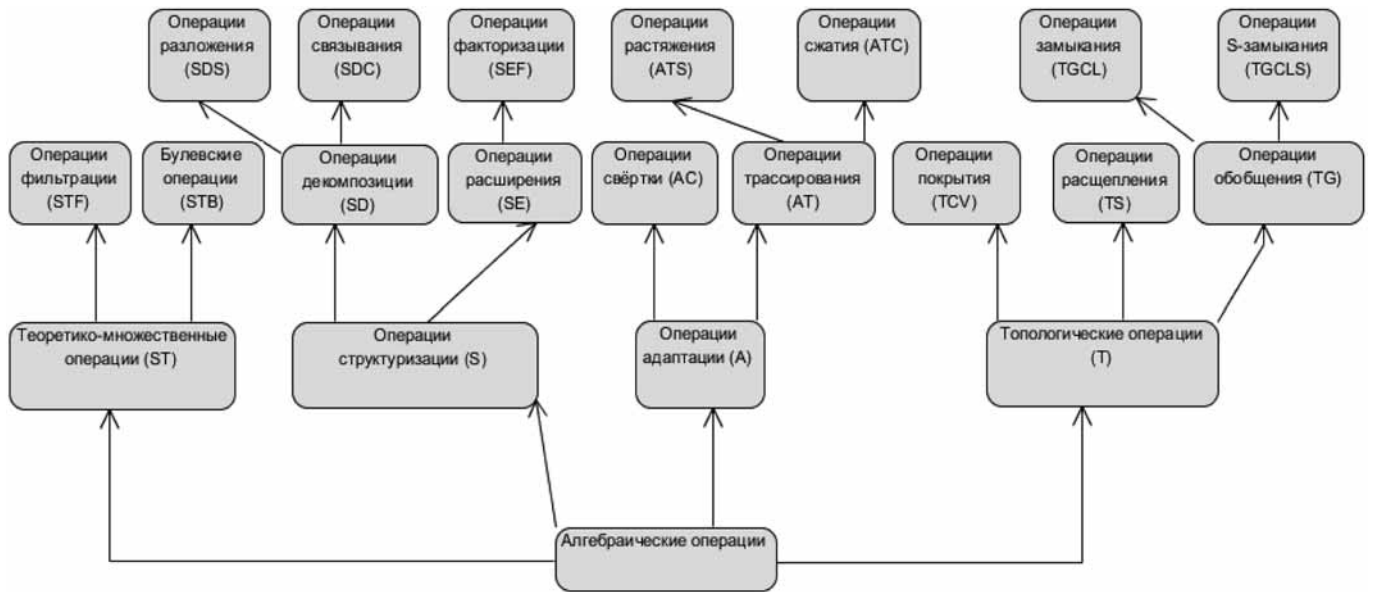 Операции
разложения
(SDS)
Операции
связывания
(SDC)
Операции
факторизации
(SEF)
Операции
растяжения
(ATS)
Операции
сжатия (ATC)
Операции
замыкания
(TGCL)
Операции
S-замыкания
(TGCLS)
Операции
фильтрации
(STF)
Булевские
операции
(STB)
Операции
декомпозиции
(SD)
Операции
расширения
(SE)
Операции
свёртки (AC)
Операции
трассирования
(AT)
Операции
покрытия
(TCV)
Операции
расщепления
(TS)
Операции
обобщения (TG)
Теоретико-множественные
операции (ST)
Операции
структуризации (S)
Операции
адаптации (A)
Топологические операции
(T)
Алгебраические операции